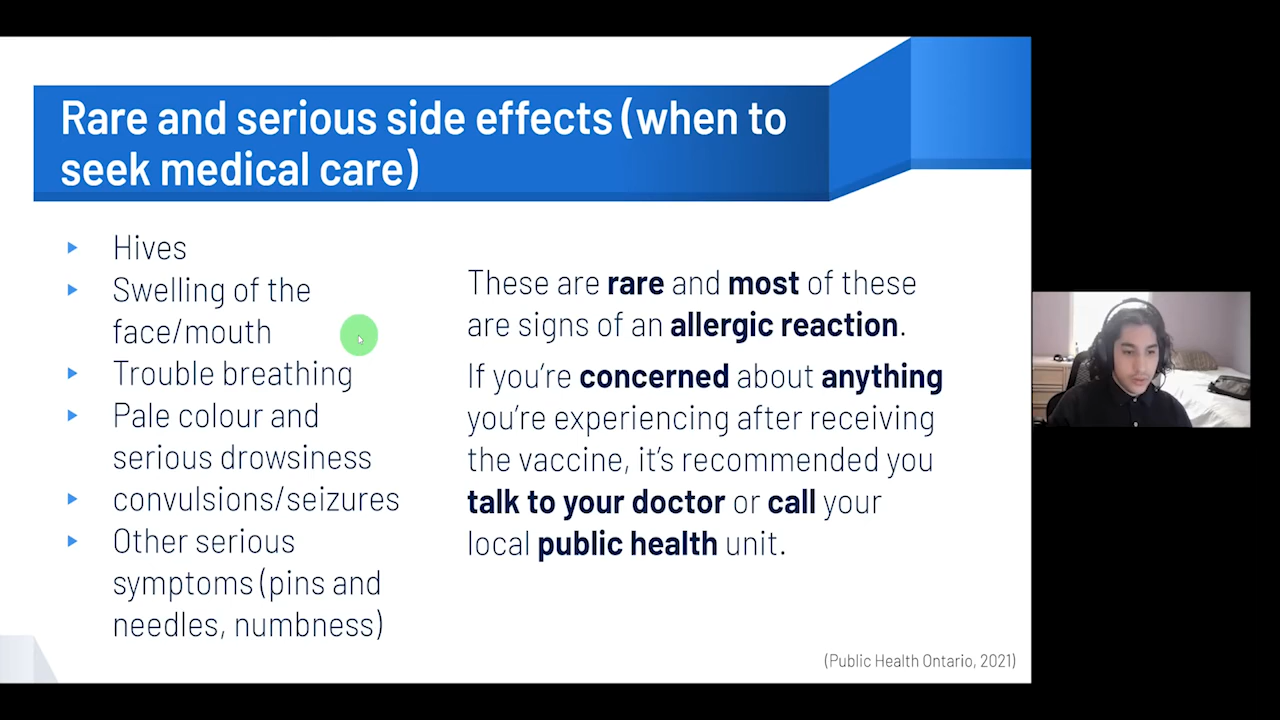 Rare and serious side effects (when to
seek medical care)
Hives
Swelling of the
face/mouth
Trouble breathing
Pale colour and
serious drowsiness
convulsions/seizures
Other serious
symptoms (pins and
needles, numbness)
These are rare and most of these
are signs of an allergic reaction.
If you're concerned about anything
you're experiencing after receiving
the vaccine, it's recommended you
talk to your doctor or call your
local public health unit.
(Public Health Ontario, 2021)